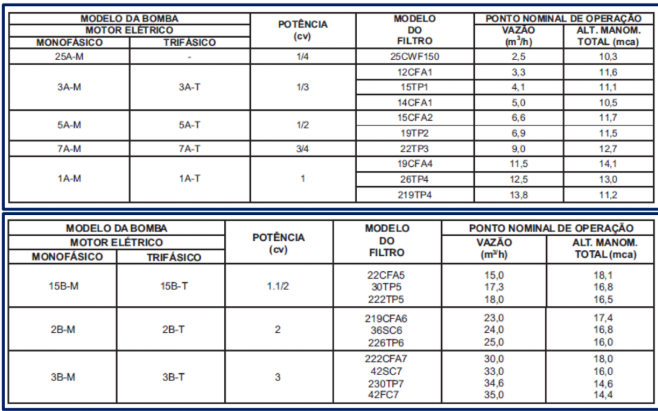 MODELO DA BOMBA POTÊNCIA (cv) MODELO DO FILTRO PONTO NOMINAL DE OPERAÇÃO
MOTOR ELÉTRICO VAZÃO (m³/h) ALT. MANOM. TOTAL (mca)
MONOFÁSICO TRIFÁSICO
25A-M - 1/4 25CWF150 2,5 10,3
12CFA1 3,3 11,6
3A-M 3A-T 1/3 15TP1 4,1 11,1
14CFA1 5,0 10,5
5A-M 5A-T 1/2 15CFA2 6,6 11,7
19TP2 6,9 11,5
7A-M 7A-T 3/4 22TP3 9,0 12,7
19CFA4 11,5 14,1
1A-M 1A-T 1 26TP4 12,5 13,0
219TP4 13,8 11,2
MODELO DA BOMBA POTÊNCIA (cv) MODELO DO FILTRO PONTO NOMINAL DE OPERAÇÃO
MOTOR ELÉTRICO VAZÃO (m³/h) ALT. MANOM. TOTAL (mca)
MONOFÁSICO TRIFÁSICO
22CFA5 15,0 18,1
15B-M 15B-T 1.1/2 30TP5 17,3 16,8
222TP5 18,0 16,5
219CFA6 23,0 17,4
2B-M 2B-T 2 36SC6 24,0 16,8
226TP6 25,0 16,0
222CFA7 30,0 18,0
3B-M 3B-T 3 42SC7 33,0 16,0
230TP7 34,6 14,6
42FC7 35,0 14,4